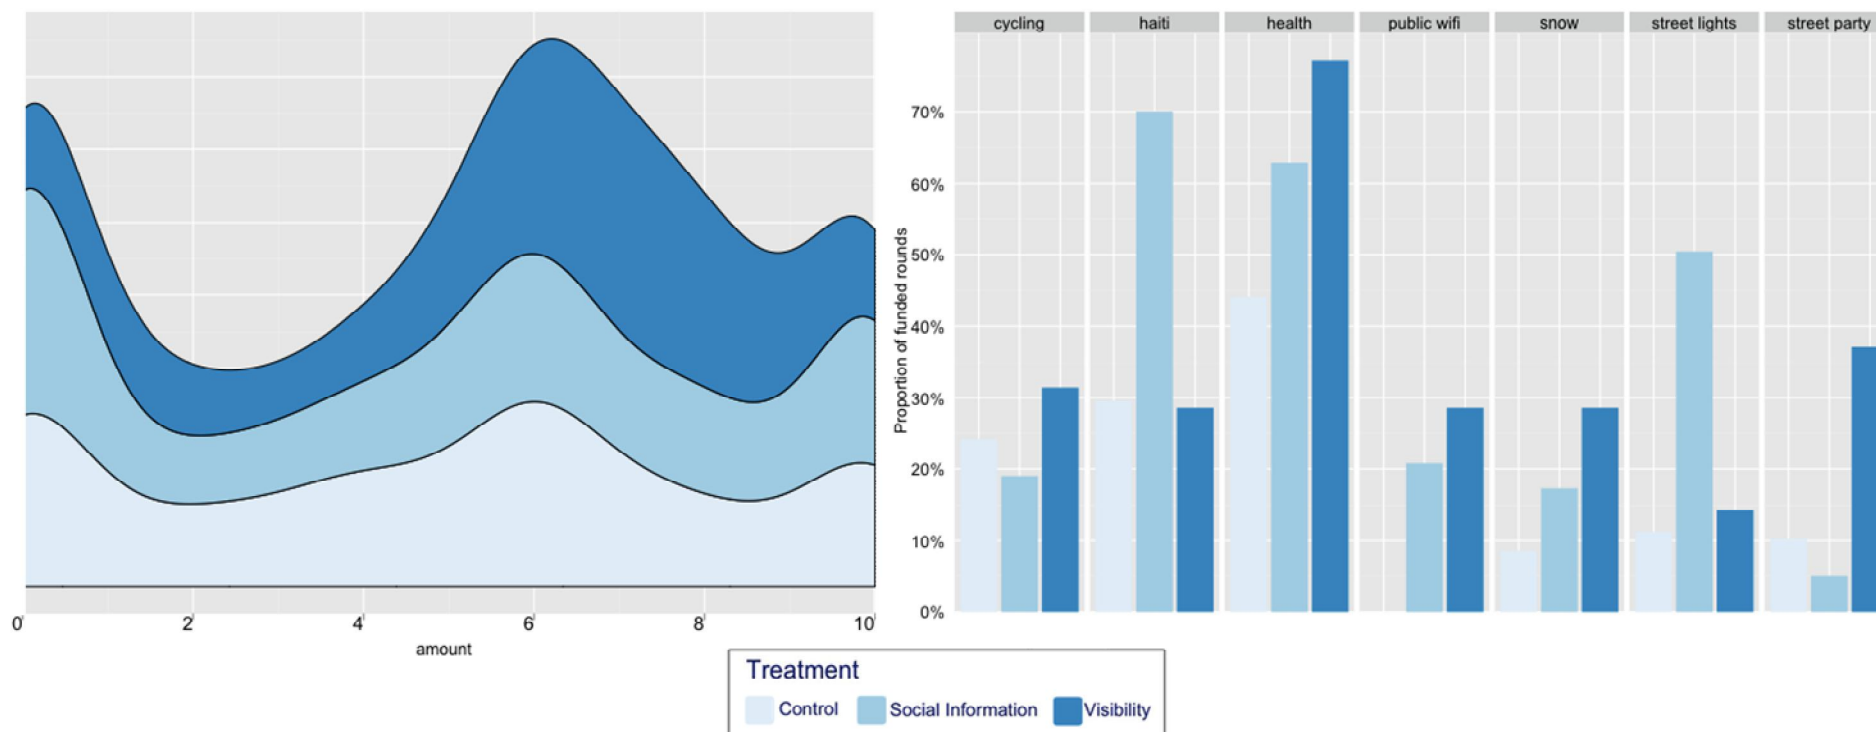 cycling haiti health public wifi snow street lights street party
70%
60%
50%
40%
30%
20%
10%
0%
Proportion of funded rounds
0 2 4 6 8 10
amount
Treatment
Control Social Information Visibility